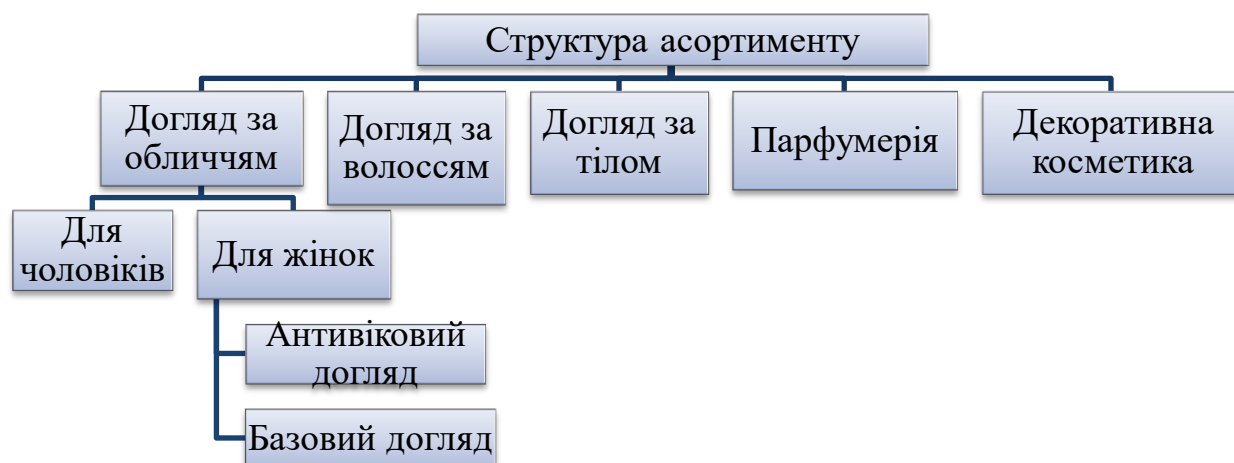 Структура асортименту
Догляд за
обличчям
Догляд за
волоссям
Догляд за
тілом
Парфумерія
Декоративна
косметика
Для
чоловіків
Для жінок
Антивіковий
догляд
Базовий догляд